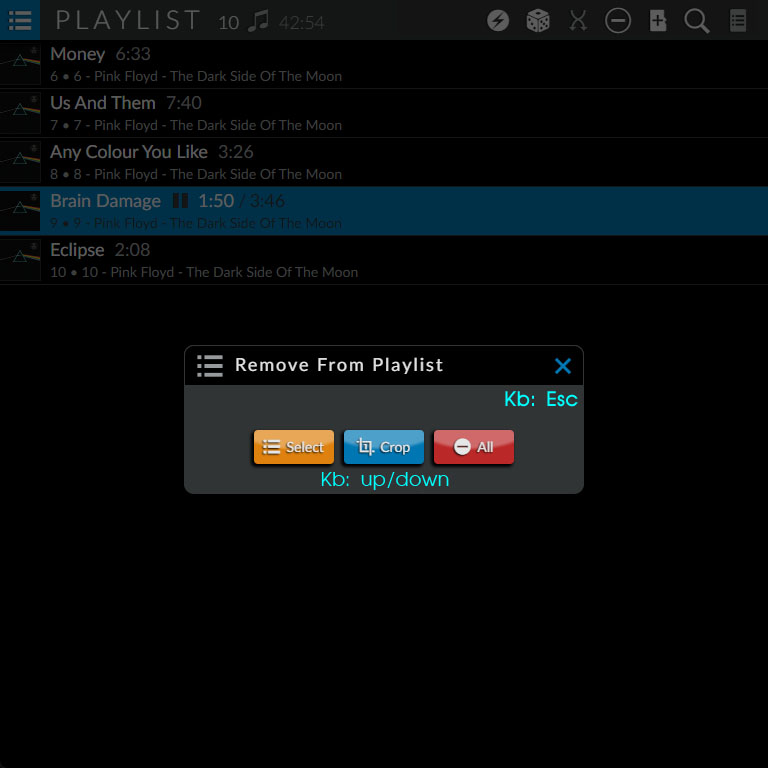 PLAYLIST 10 42:54
Money 6:33
6 • 6 - Pink Floyd - The Dark Side Of The Moon
Us And Them 7:40
7 • 7 - Pink Floyd - The Dark Side Of The Moon
Any Colour You Like 3:26
8 • 8 - Pink Floyd - The Dark Side Of The Moon
Brain Damage 1:50 / 3:46
9 • 9 - Pink Floyd - The Dark Side Of The Moon
Eclipse 2:08
10 • 10 - Pink Floyd - The Dark Side Of The Moon
Remove From Playlist
Kb: Esc
Select Crop All
Kb: up/down